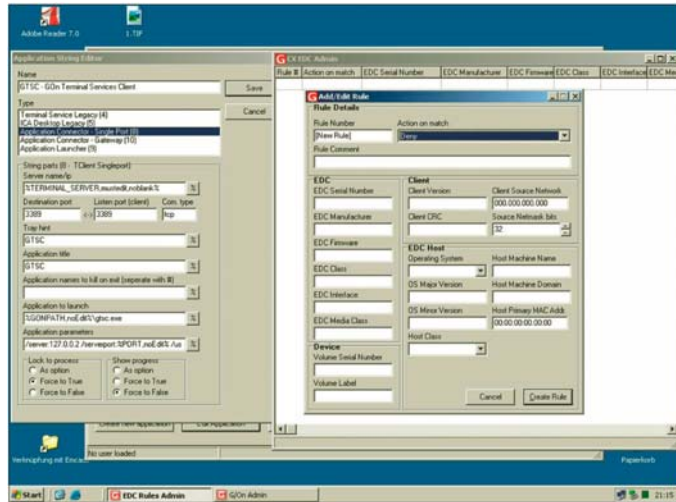 Adobe Reader 7.0
1.TIF
Application String Editor
Name
GTSC - GOn Terminal Services Client
Save
Type
Cancel
Terminal Service Legacy (4)
ICA Desktop Legacy (5)
Application Connector - Single Port (8)
Application Connector - Gateway (10)
Application Launcher (9)
String parts (8 - TClient Singleport)
Server name/ip
%TERMINAL_SERVER,mustedit,noblank%
%
Destination port
Listen port (client)
Com. type
3389
<->
3389
tcp
Tray hint
GTSC
%
Application title
GTSC
%
Application names to kill on exit (seperate with #)
%
Application to launch
%GONPATH,noEdit%\gtsc.exe
%
Application parameters
/server:127.0.0.2 /serverport:%PORT,noEdit% /us
%
Lock to process
As option
Force to True
Force to False
Show progress
As option
Force to True
Force to False
EDC Admin
Rule #
Action on match
EDC Serial Number
EDC Manufacturer
EDC Firmware
EDC Class
EDC Interface
EDC Me
Add/Edit Rule
Rule Details
Rule Number
Action on match
[New Rule]
Deny
Rule Comment
EDC
EDC Serial Number
EDC Manufacturer
EDC Firmware
EDC Class
EDC Interface
EDC Media Class
Device
Volume Serial Number
Volume Label
Client
Client Version
Client Source Network
000.000.000.000
Client CRC
Source Netmask bits
32
EDC Host
Operating System
Host Machine Name
OS Major Version
Host Machine Domain
OS Minor Version
Host Primary MAC Addr.
00:00:00:00:00:00
Host Class
Cancel
Create Rule
Create new application
Edit Application
No user loaded
Verknüpfung mit
Papierkorb
Start
EDC Rules Admin
G/On Admin
21:15